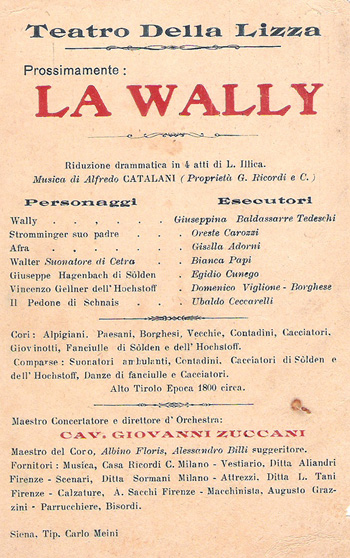 Teatro Della Lizza
Prossimamente :
LA WALLY
Riduzione drammatica in 4 atti di L. Illica.
Musica di Alfredo CATALANI ( Proprietà G. Ricordi e C. )
Personaggi Esecutori
Wally . . . . . Giuseppina Baldassarre Tedeschi
Stromminger suo padre . . . Oreste Carozzi
Afra . . . . . . Gisella Adorni
Walter Suonatore di Cetra . . . Bianca Papi
Giuseppe Hagenbach di Sölden . . Egidio Cunego
Vincenzo Gellner dell'Hochstoff . . Domenico Viglione - Borghese
Il Pedone di Schnals . . . Ubaldo Ceccarelli
Cori : Alpigiani. Paesani, Borghesi, Vecchie, Contadini, Cacciatori,
Giovinotti, Fanciulle di Sölden e dell' Hochstoff.
Comparse : Suonatori ambulanti, Contadini, Cacciatori di Sölden e
dell' Hochstoff, Danze di fanciulle e Cacciatori.
Alto Tirolo Epoca 1800 circa.
Maestro Concertatore e direttore d'Orchestra:
CAV: GIOVANNI ZUCCANI
Maestro del Coro, Albino Floris, Alessandro Billi suggeritore.
Fornitori : Musica, Casa Ricordi C. Milano - Vestiario, Ditta Aliandri
Firenze - Scenari, Ditta Sormani Milano - Attrezzi. Ditta L. Tani
Firenze - Calzature, A. Sacchi Firenze - Macchinista, Augusto Graz-
zini - Parrucchiere, Bisordi.
Siena, Tip. Carlo Meini